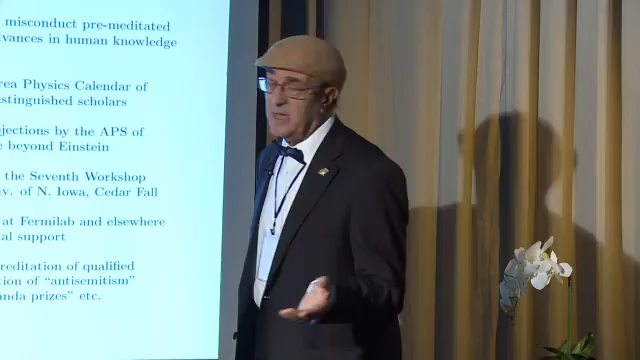 misconduct pre-meditated
vances in human knowledge
rea Physics Calendar of
stinguished scholars
jections by the APS of
e beyond Einstein
the Seventh Workshop
iv. of N. Iowa, Cedar Fall
at Fermilab and elsewhere
al support
reditation of qualified
tion of “antisemitism”
anda prizes” etc.